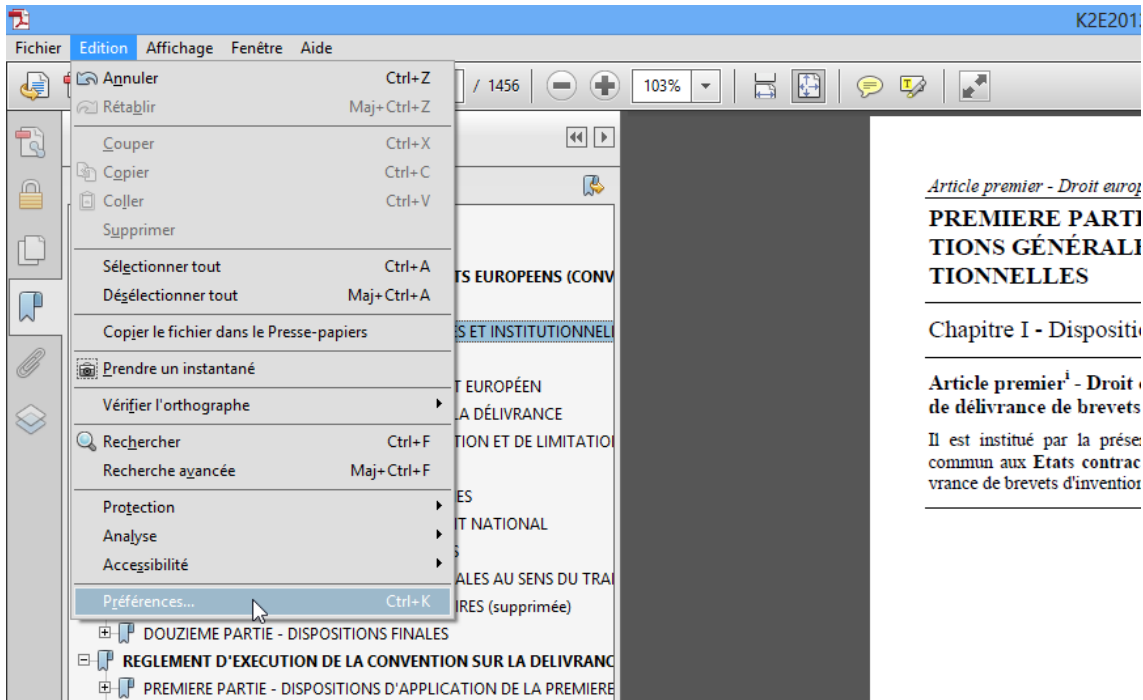 K2E201
Fichier Edition Affichage Fenêtre Aide
Annuler Ctrl+Z
/ 1456 103%
Rétablir Maj+Ctrl+Z
Couper Ctrl+X
Copier Ctrl+C
Coller Ctrl+V
Supprimer
Sélectionner tout Ctrl+A
Désélectionner tout Maj+Ctrl+A
Copier le fichier dans le Presse-papiers
Prendre un instantané
Vérifier l'orthographe
Rechercher Ctrl+F
Recherche avancée Maj+Ctrl+F
Protection
Analyse
Accessibilité
Préférences... Ctrl+K
TS EUROPEENS (CONV
S ET INSTITUTIONNELL
T EUROPÉEN
LA DÉLIVRANCE
TION ET DE LIMITATIO
ES
IT NATIONAL
S
ALES AU SENS DU TRAI
IRES (supprimée)
DOUZIEME PARTIE - DISPOSITIONS FINALES
REGLEMENT D'EXECUTION DE LA CONVENTION SUR LA DELIVRANC
PREMIERE PARTIE - DISPOSITIONS D'APPLICATION DE LA PREMIERE
Article premier - Droit europ
PREMIERE PARTIE
TIONS GÉNÉRALE
TIONNELLES
Chapitre I - Dispositi
Article premier i - Droit
de délivrance de brevets
Il est institué par la prése
commun aux Etats contrac
vrance de brevets d'invention